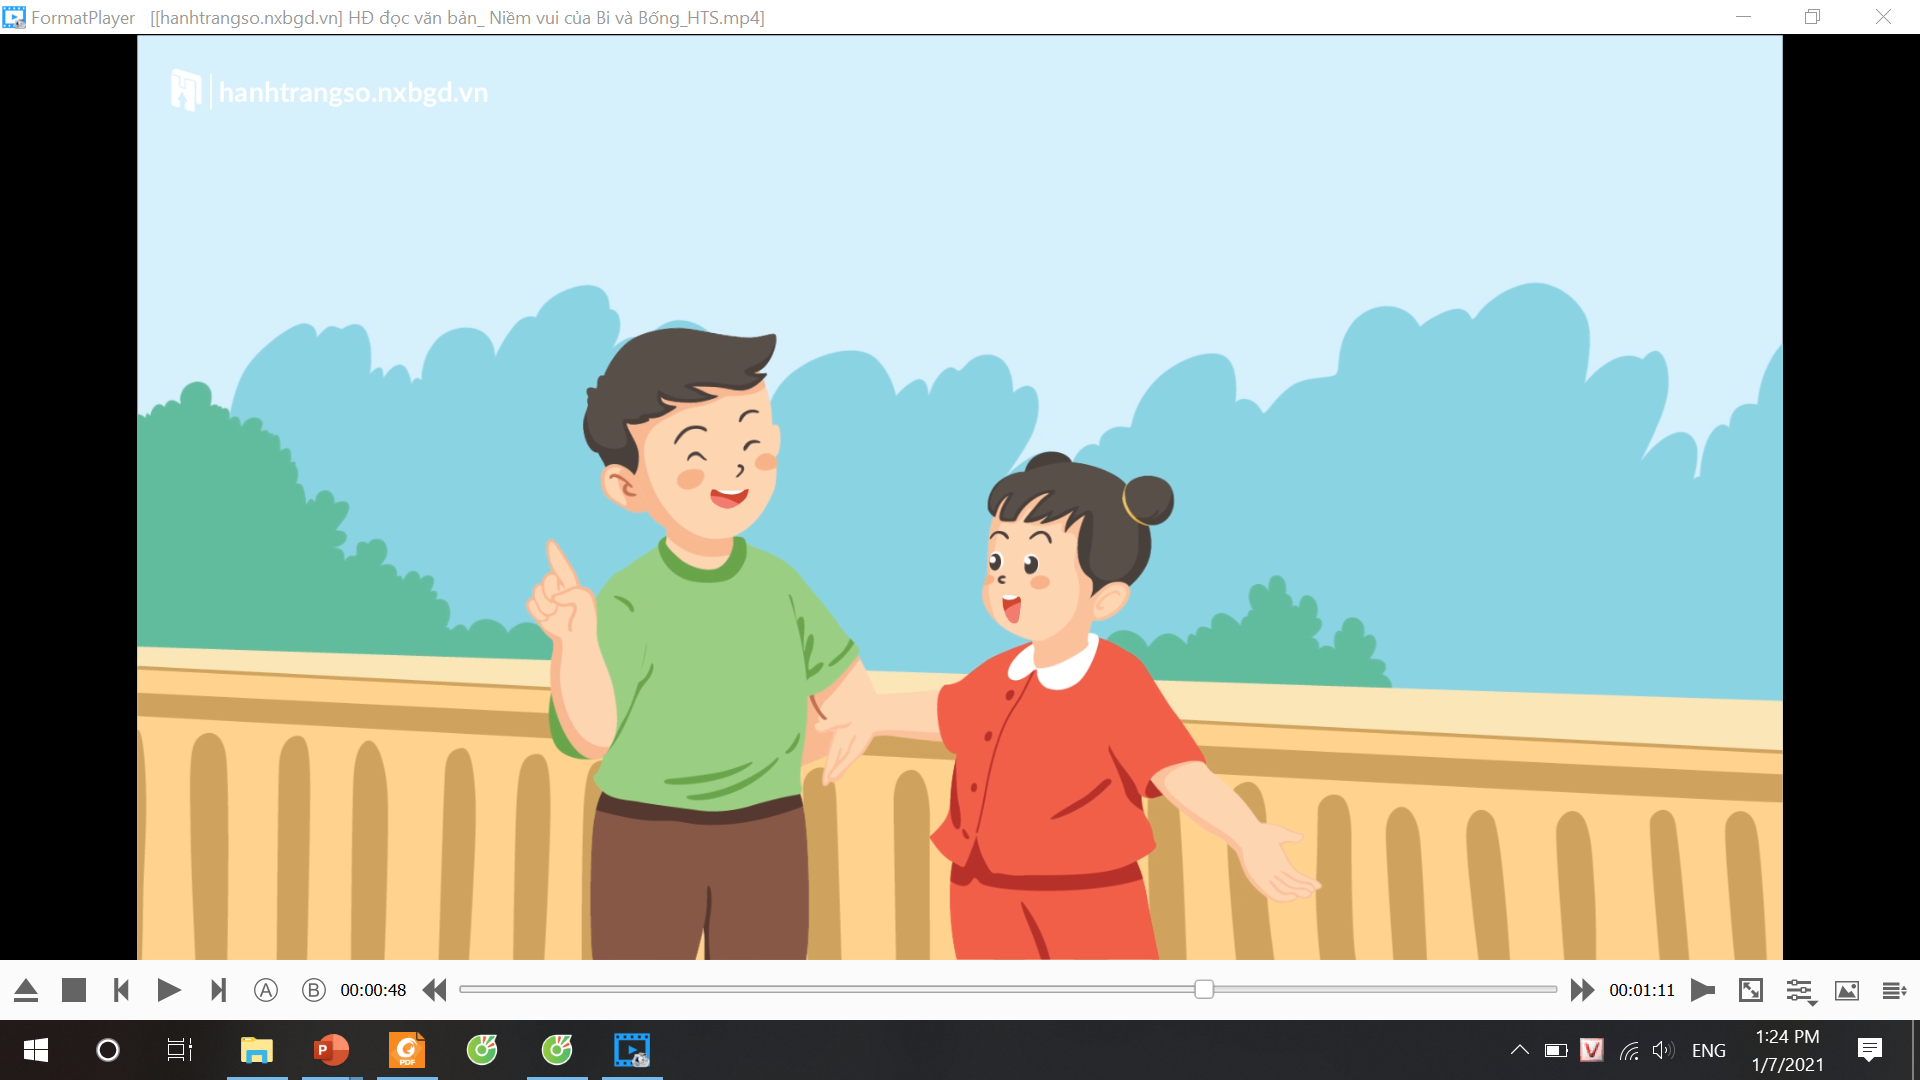 FormatPlayer [[hanhtrangso.nxbgd.vn] HĐ đọc văn bản_ Niềm vui của Bi và Bống_HTS.mp4]
hanhtrangso.nxbgd.vn
A B 00:00:48 00:01:11
P PDF V ENG 1:24 PM
1/7/2021